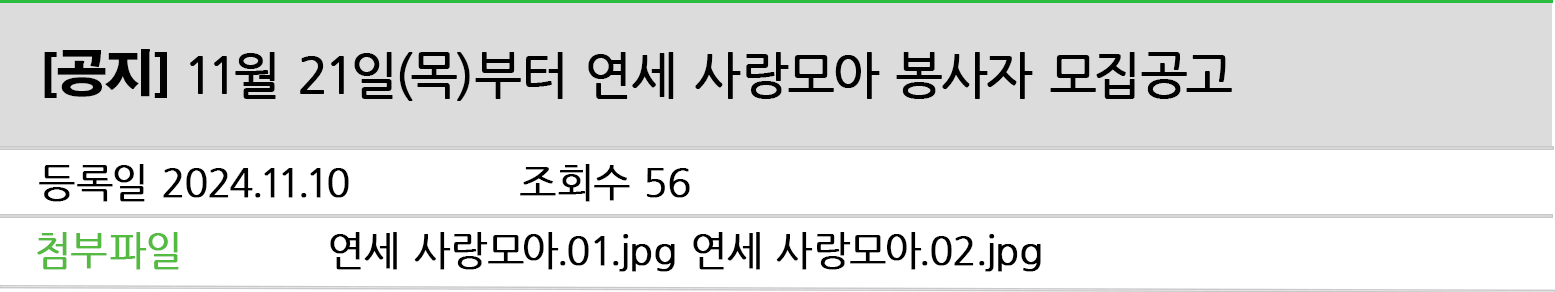 [공지] 11월 21일(목)부터 연세 사랑모아 봉사자 모집공고
등록일 2024.11.10 조회수 56
첨부파일 연세 사랑모아.01.jpg 연세 사랑모아.02.jpg